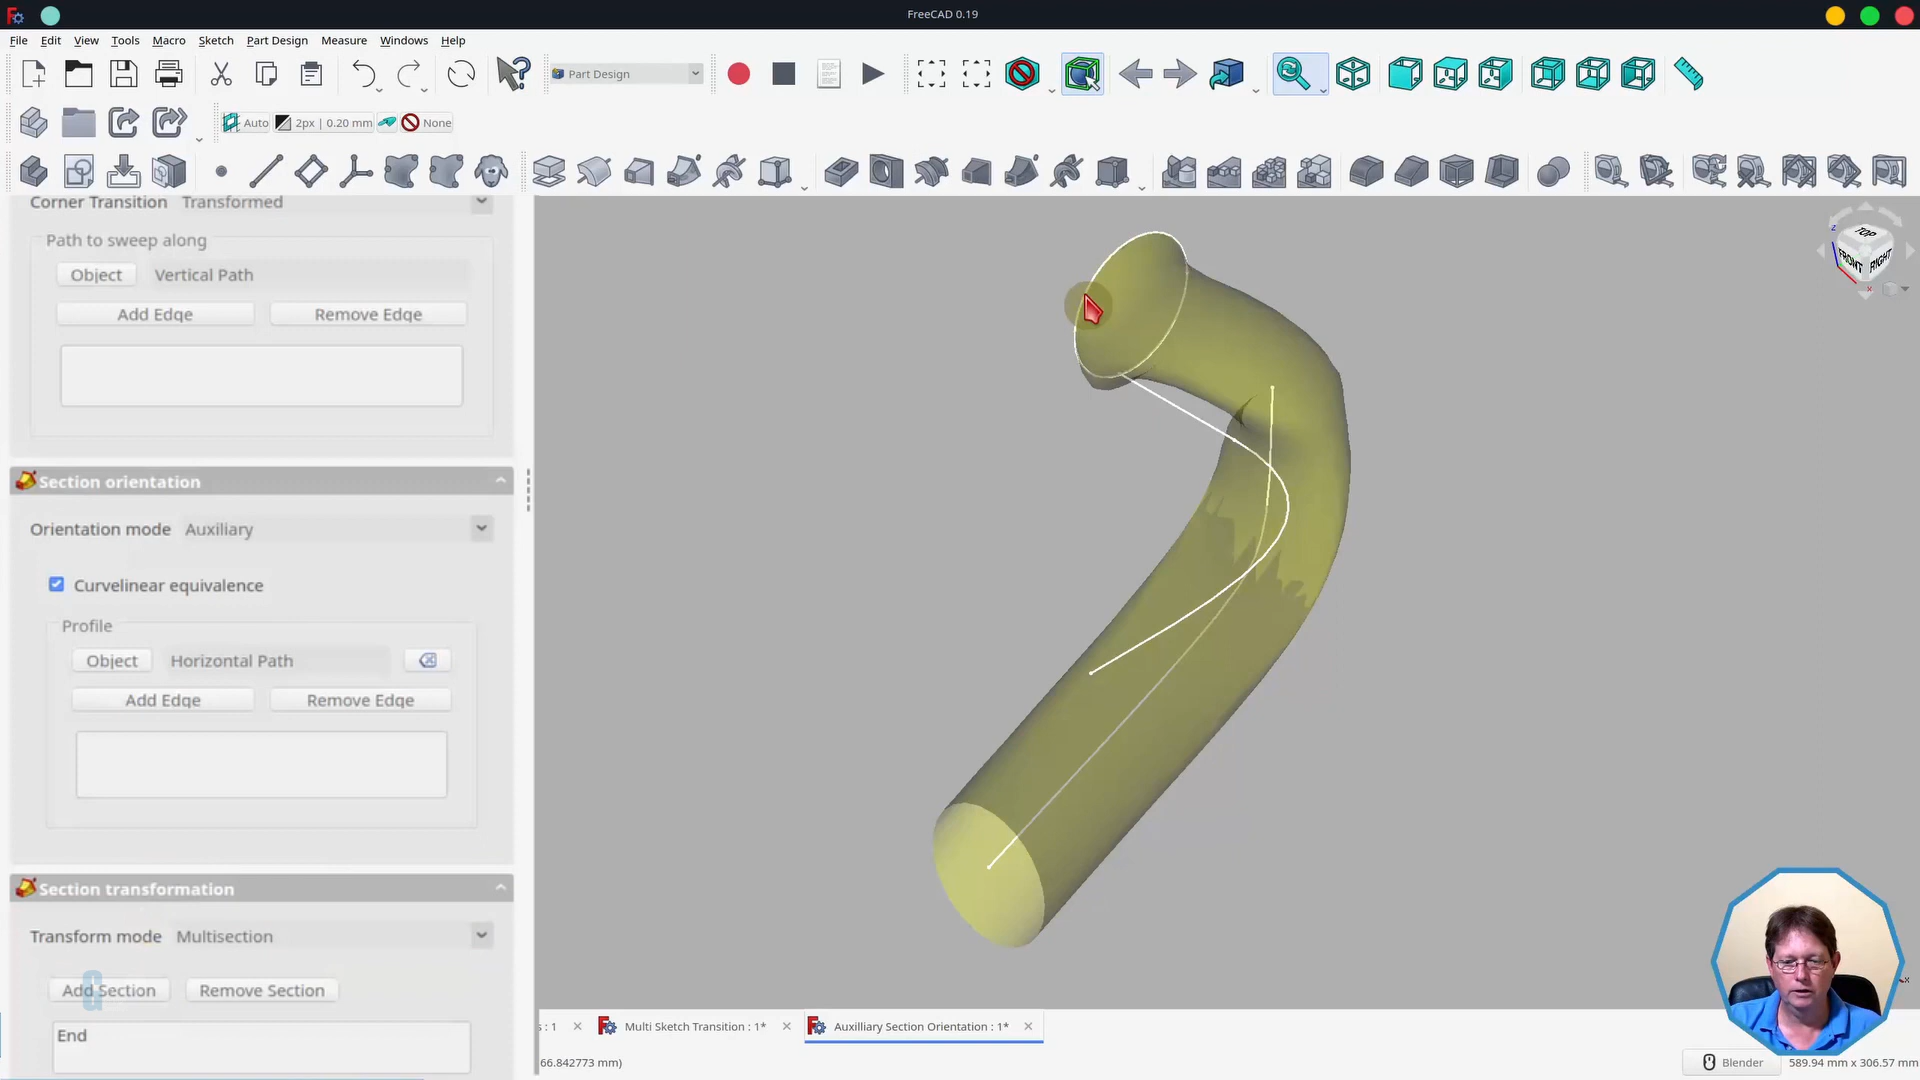 FreeCAD 0.19
File Edit View Tools Macro Sketch Part Design Measure Windows Help
Part Design
Auto 2px | 0.20 mm None
Corner Transition Transformed
Path to sweep along
Object Vertical Path
Add Edge Remove Edge
Section orientation
Orientation mode Auxiliary
Curvelinear equivalence
Profile
Object Horizontal Path
Add Edge Remove Edge
Section transformation
Transform mode Multisection
Add Section Remove Section
End
TOP
FRONT RIGHT
z
x
s : 1 Multi Sketch Transition : 1* Auxilliary Section Orientation : 1*
66.842773 mm) Blender 589.94 mm x 306.57 mm